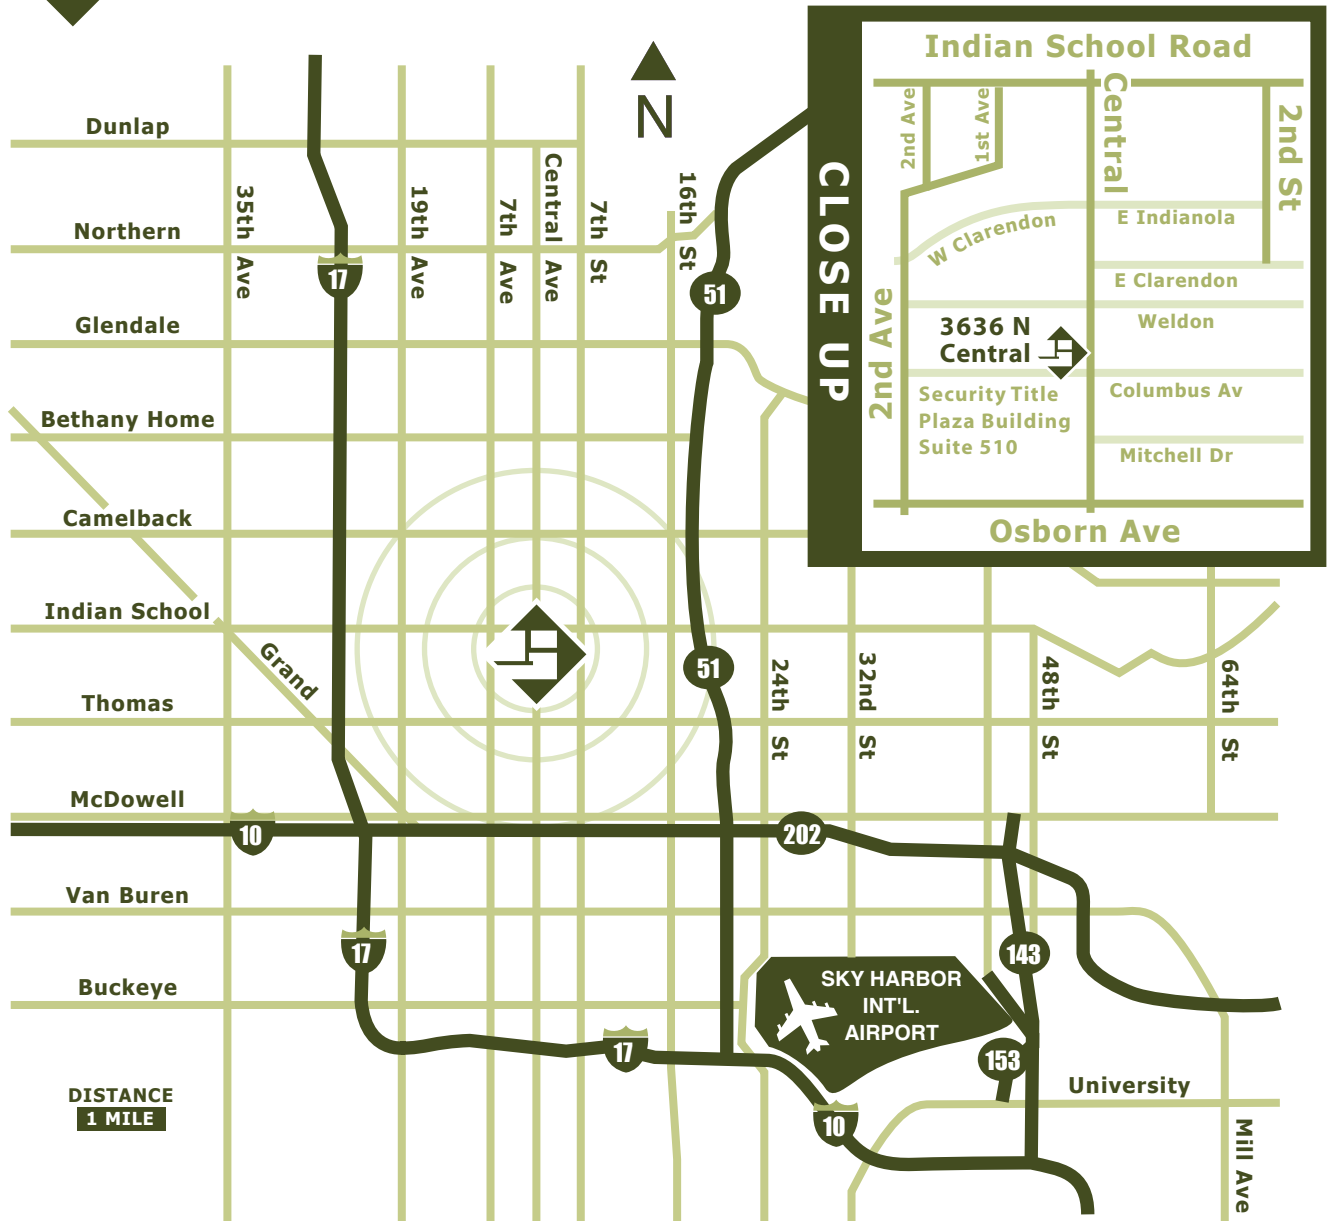 Indian School Road
2nd Ave
1st Ave
Central
2nd St
CLOSE UP
W Clarendon
E Indianola
E Clarendon
Weldon
2nd Ave
3636 N
Central
Security Title
Plaza Building
Suite 510
Columbus Av
Mitchell Dr
Osborn Ave
N
Dunlap
Northern
Glendale
Bethany Home
Camelback
Indian School
Grand
Thomas
McDowell
Van Buren
Buckeye
35th Ave
19th Ave
7th Ave
Central Ave
7th St
16th St
17
51
51
24th St
32nd St
48th St
64th St
10
202
17
143
SKY HARBOR
INT'L.
AIRPORT
17
153
University
10
Mill Ave
DISTANCE
1 MILE